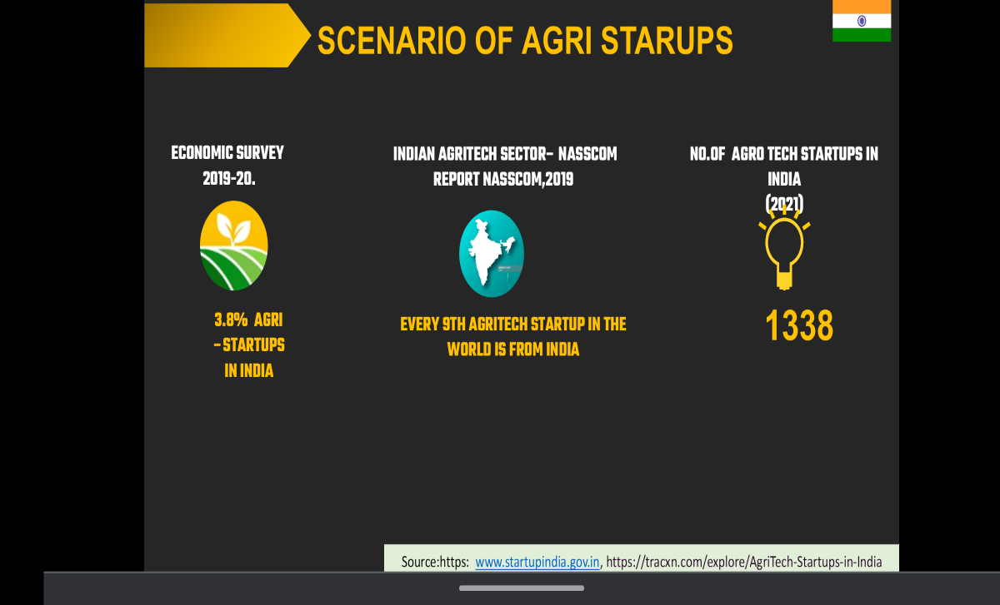 SCENARIO OF AGRI STARUPS
ECONOMIC SURVEY
2019-20.
3.8% AGRI
-STARTUPS
IN INDIA
INDIAN AGRITECH SECTOR- NASSCOM
REPORT NASSCOM,2019
EVERY 9TH AGRITECH STARTUP IN THE
WORLD IS FROM INDIA
NO.OF AGRO TECH STARTUPS IN
INDIA
(2021)
1338
Source:https: www.startupindia.gov.in, https://tracxn.com/explore/AgriTech-Startups-in-India